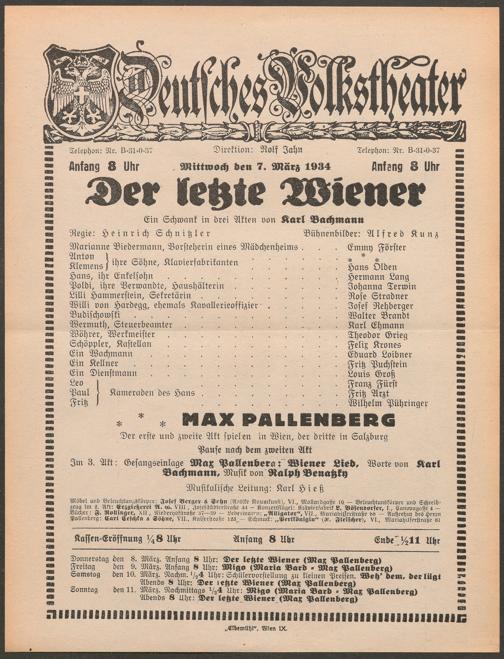 Deutsches Volkstheater
Telephon: Nr. B-31-0-37 Direktion: Rolf Jahn Telephon: Nr. B-31-0-37
Anfang 8 Uhr Mittwoch den 7. März 1934 Anfang 8 Uhr
Der letzte Wiener
Ein Schwank in drei Akten von Karl Bachmann
Regie: Heinrich Schnitzler Bühnenbilder: Alfred Kunz
Marianne Biedermann, Vorsteherin eines Mädchenheims . . Emmy Förster
Anton } ihre Söhne, Klavierfabrikanten * * *
Klemens } Hans Olden
Hans, ihr Enkelsohn Hermann Lang
Poldi, ihre Verwandte, Haushälterin Johanna Terwin
Lilli Hammerstein, Sekretärin Rose Stradner
Willi von Hardegg, ehemals Kavallerieoffizier Josef Rehberger
Budischowski Walter Brandt
Wermuth, Steuerbeamter Karl Ehmann
Wöhrer, Werkmeister Theodor Grieg
Schöppler, Kastellan Felix Krones
Ein Wachmann Eduard Loibner
Ein Kellner Fritz Puchstein
Ein Dienstmann Louis Groß
Leo } Franz Fürst
Paul } Kameraden des Hans Fritz Arzt
Fritz } Wilhelm Pühringer
* * * MAX PALLENBERG
Der erste und zweite Akt spielen in Wien, der dritte in Salzburg
Pause nach dem zweiten Akt
Im 3. Akt: Gesangseinlage Max Pallenberg: Wiener Lied. Worte von Karl
Bachmann, Musik von Ralph Benatzky
Musikalische Leitung: Karl Hieß
Möbel und Beleuchtungskörper: Josef Berger & Sohn
Kassen-Eröffnung ¼8 Uhr Anfang 8 Uhr Ende ½11 Uhr
Donnerstag den 8. März. Anfang 8 Uhr: Der letzte Wiener (Max Pallenberg)
Freitag den 9. März. Anfang 8 Uhr: Migo (Maria Bard - Max Pallenberg)
Samstag den 10. März. Nachm. ¼4 Uhr: Schülervorstellung zu kleinen Preisen. Weh' dem, der lügt
Abends 8 Uhr: Der letzte Wiener (Max Pallenberg)
Sonntag den 11. März. Nachmittags ¼4 Uhr: Migo (Maria Bard - Max Pallenberg)
Abends 8 Uhr: Der letzte Wiener (Max Pallenberg)
„Elbemühl“, Wien IX.